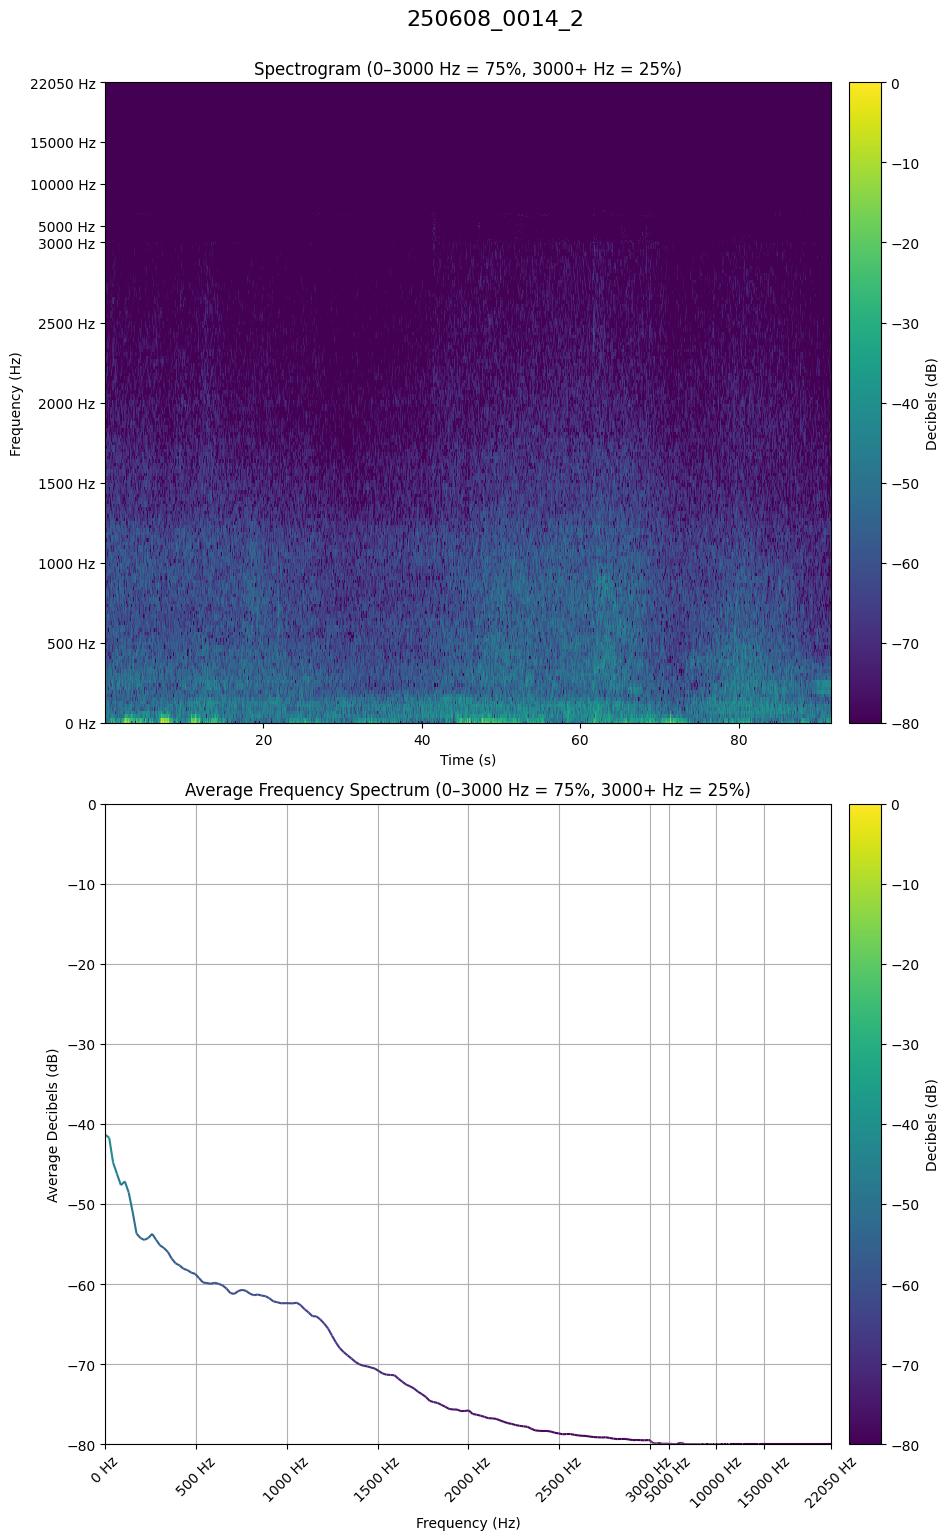 250608_0014_2
Spectrogram (0–3000 Hz = 75%, 3000+ Hz = 25%)
22050 Hz
15000 Hz
10000 Hz
5000 Hz
3000 Hz
2500 Hz
2000 Hz
1500 Hz
1000 Hz
500 Hz
0 Hz
Frequency (Hz)
20 40 60 80
Time (s)
0
−10
−20
−30
−40
−50
−60
−70
−80
Decibels (dB)
Average Frequency Spectrum (0–3000 Hz = 75%, 3000+ Hz = 25%)
0
−10
−20
−30
−40
−50
−60
−70
−80
Average Decibels (dB)
0 Hz 500 Hz 1000 Hz 1500 Hz 2000 Hz 2500 Hz 3000 Hz 5000 Hz 10000 Hz 15000 Hz 22050 Hz
Frequency (Hz)
0
−10
−20
−30
−40
−50
−60
−70
−80
Decibels (dB)